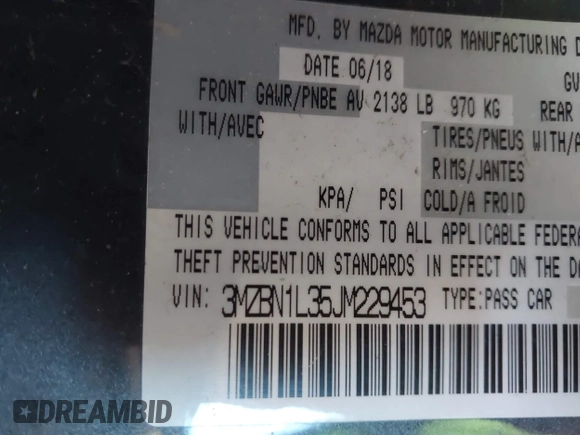 MFD. BY MAZDA MOTOR MANUFACTURING D
DATE 06/18
GV
FRONT GAWR/PNBE AV 2138 LB 970 KG
REAR
WITH/AVEC
TIRES/PNEUS WITH/A
RIMS/JANTES
KPA/ PSI COLD/A FROID
THIS VEHICLE CONFORMS TO ALL APPLICABLE FEDERA
THEFT PREVENTION STANDARDS IN EFFECT ON THE DA
VIN: 3MZBN1L35JM229453 TYPE:PASS CAR
DREAMBID